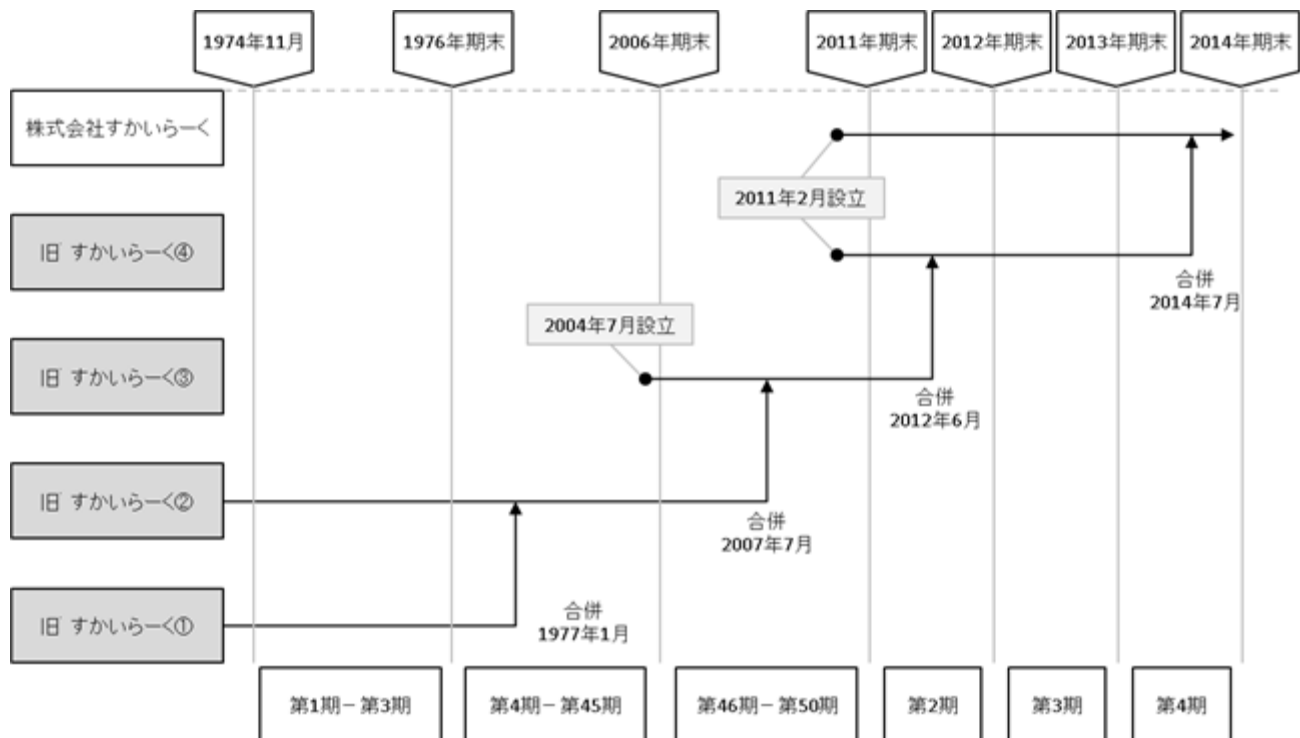 1974年11月
1976年期末
2006年期末
2011年期末
2012年期末
2013年期末
2014年期末
株式会社すかいらーく
2011年2月設立
旧 すかいらーく④
合併
2014年7月
2004年7月設立
旧 すかいらーく③
合併
2012年6月
旧 すかいらーく②
合併
2007年7月
旧 すかいらーく①
合併
1977年1月
第1期－第3期
第4期－第45期
第46期－第50期
第2期
第3期
第4期